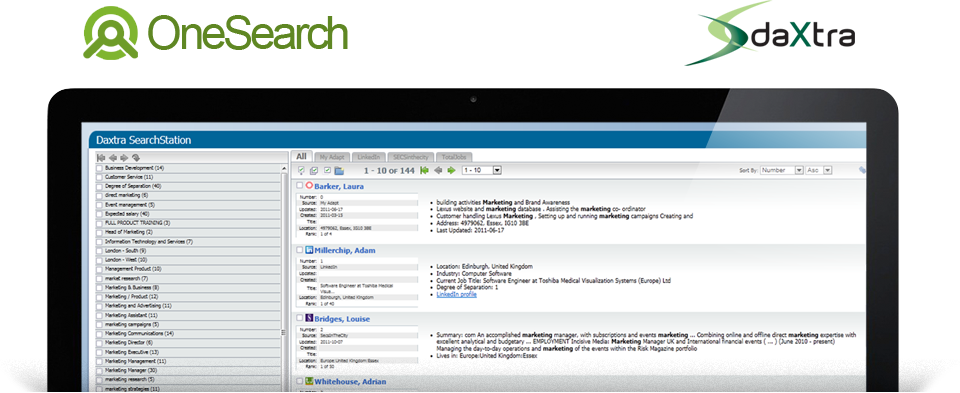 OneSearch
daXtra
Daxtra SearchStation
All
My Adapt
LinkedIn
TotalJobs
1 - 10 OF 144
1 - 10
Sort By: Number
Asc
Business Development (14)
Customer Service (11)
Degree of Separation (40)
direct marketing (6)
Event management (5)
Expected salary (40)
FULL PRODUCT TRAINING (3)
Head of Marketing (2)
Information Technology and Services (7)
London - South (9)
London - West (10)
Management Product (10)
market research (7)
Marketing & Business (8)
Marketing / Product (12)
Marketing and Advertising (11)
Marketing Assistant (11)
marketing campaigns (5)
Marketing Communications (14)
Marketing Director (6)
Marketing Executive (13)
Marketing Management (11)
Marketing Manager (30)
marketing research (5)
marketing strategies (11)
Barker, Laura
Number: 0
Source: My Adapt
Updated: 2011-06-17
Created: 2011-03-15
Title:
Location: 4979062, Essex, IG10 3BE
Rank: 1 of 4
• building activities Marketing and Brand Awareness
• Lexus website and marketing database . Assisting the marketing co- ordinator
• Customer handling Lexus Marketing . Setting up and running marketing campaigns Creating and
• Address: 4979062, Essex, IG10 3BE
• Last Updated: 2011-06-17
Millerchip, Adam
Number: 1
Source: LinkedIn
Updated:
Created:
Title: Software Engineer at Toshiba Medical
Visua...
Location: Edinburgh, United Kingdom
Rank: 1 of 40
• Location: Edinburgh, United Kingdom
• Industry: Computer Software
• Current Job Title: Software Engineer at Toshiba Medical Visualization Systems (Europe) Ltd
• Degree of Separation: 1
• LinkedIn profile
Bridges, Louise
Number: 2
Source: SecsInTheCity
Updated: 2011-10-07
Created:
Title:
Location: Europe:United Kingdom:Essex
Rank: 1 of 50
• Summary: com An accomplished marketing manager, with subscriptions and events marketing ... Combining online and offline direct marketing expertise with
excellent analytical and budgetary ... EMPLOYMENT Incisive Media: Marketing Manager UK and International financial events ( ... ) (June 2010 - present)
Managing the day-to-day operations and marketing of the events within the Risk Magazine portfolio
• Lives in: Europe:United Kingdom:Essex
Whitehouse, Adrian